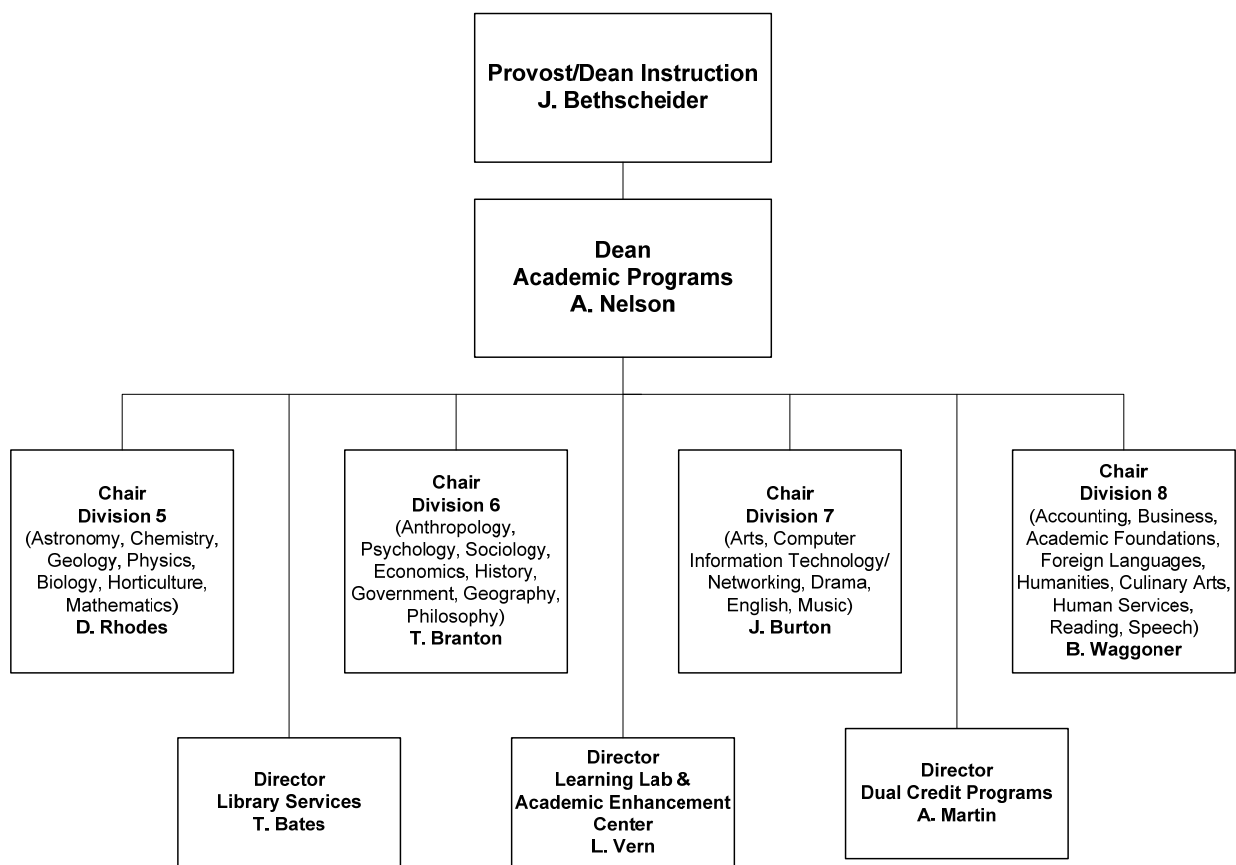 Provost/Dean Instruction
J. Bethscheider
Dean
Academic Programs
A. Nelson
Chair
Division 5
(Astronomy, Chemistry,
Geology, Physics,
Biology, Horticulture,
Mathematics)
D. Rhodes
Chair
Division 6
(Anthropology,
Psychology, Sociology,
Economics, History,
Government, Geography,
Philosophy)
T. Branton
Chair
Division 7
(Arts, Computer
Information Technology/
Networking, Drama,
English, Music)
J. Burton
Chair
Division 8
(Accounting, Business,
Academic Foundations,
Foreign Languages,
Humanities, Culinary Arts,
Human Services,
Reading, Speech)
B. Waggoner
Director
Library Services
T. Bates
Director
Learning Lab &
Academic Enhancement
Center
L. Vern
Director
Dual Credit Programs
A. Martin